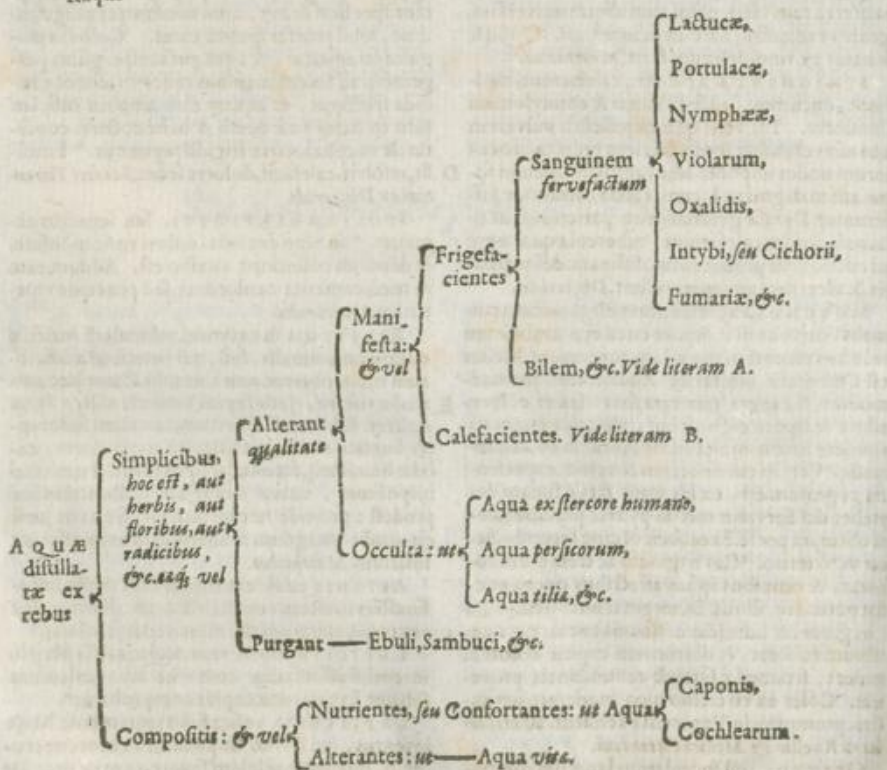 Lactucæ,
Portulacæ,
Nymphææ,
Sanguinem
fervefactum
Violarum,
Oxalidis,
Intybi, seu Cichorii,
Fumariæ, &c.
Frigefa-
cientes
Bilem, &c. Vide literam A.
Mani-
festa:
& vel
Calefacientes. Vide literam B.
Alterant
qualitate
Simplicibus,
hoc est, aut
herbis, aut
floribus, aut
radicibus,
&c. eæq; vel
Occulta: ut
Aqua ex stercore humano,
Aqua persicorum,
Aqua tiliæ, &c.
AQUÆ
distilla-
tæ ex
rebus
Purgant — Ebuli, Sambuci, &c.
Compositis: & vel
Nutrientes, seu Confortantes: ut Aqua
Caponis,
Cochlearum.
Alterantes: ut — Aqua vitæ.